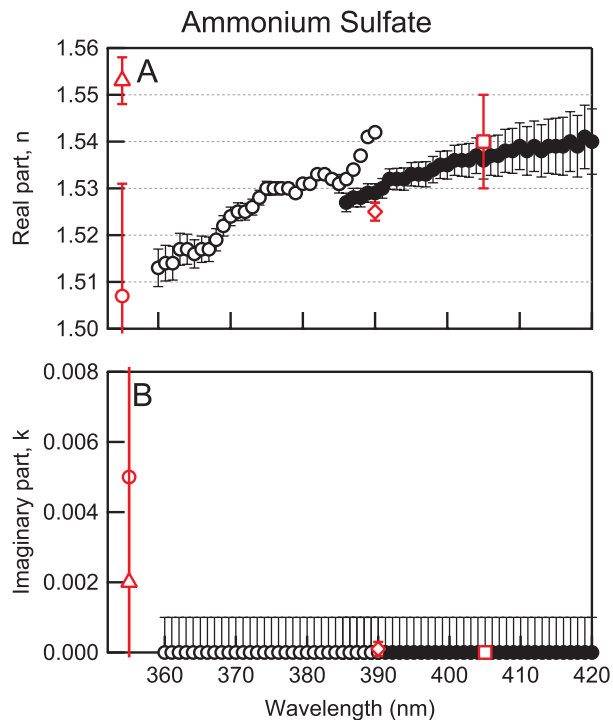 Ammonium Sulfate
A
Real part, n
1.56
1.55
1.54
1.53
1.52
1.51
1.50
B
Imaginary part, k
0.008
0.006
0.004
0.002
0.000
360 370 380 390 400 410 420
Wavelength (nm)